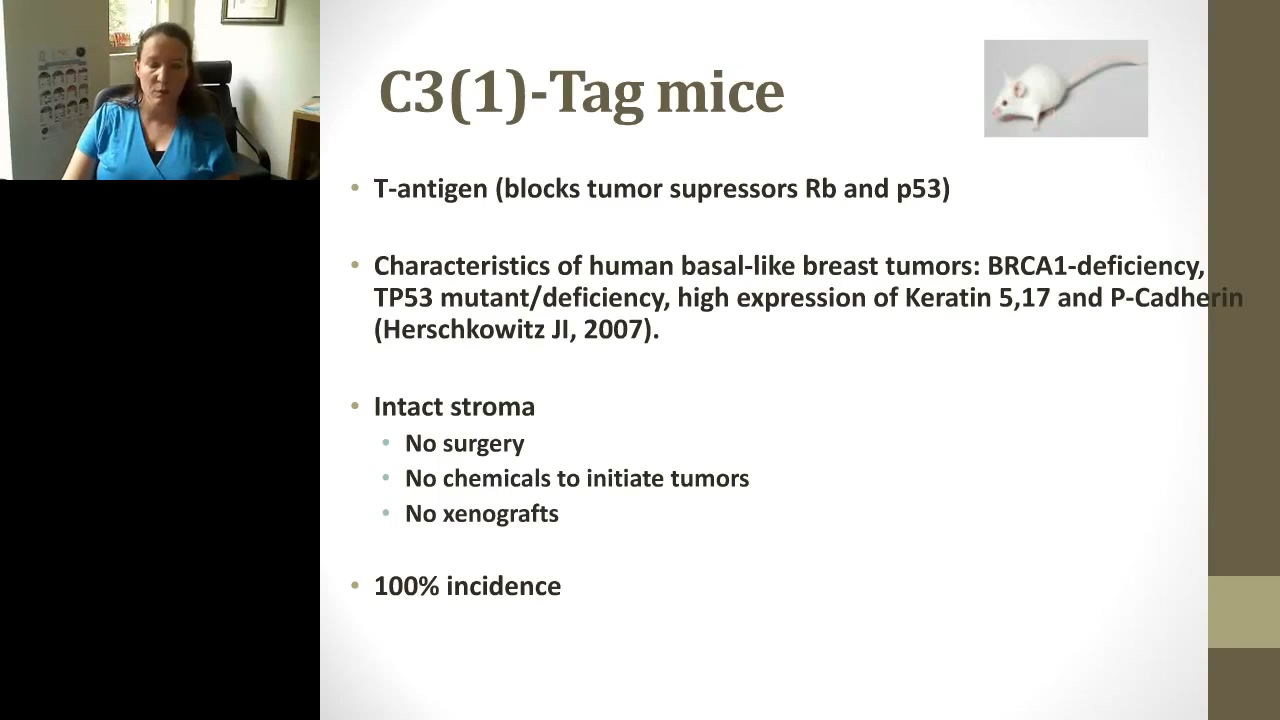 C3(1)-Tag mice
• T-antigen (blocks tumor supressors Rb and p53)
• Characteristics of human basal-like breast tumors: BRCA1-deficiency,
TP53 mutant/deficiency, high expression of Keratin 5,17 and P-Cadherin
(Herschkowitz JI, 2007).
• Intact stroma
• No surgery
• No chemicals to initiate tumors
• No xenografts
• 100% incidence